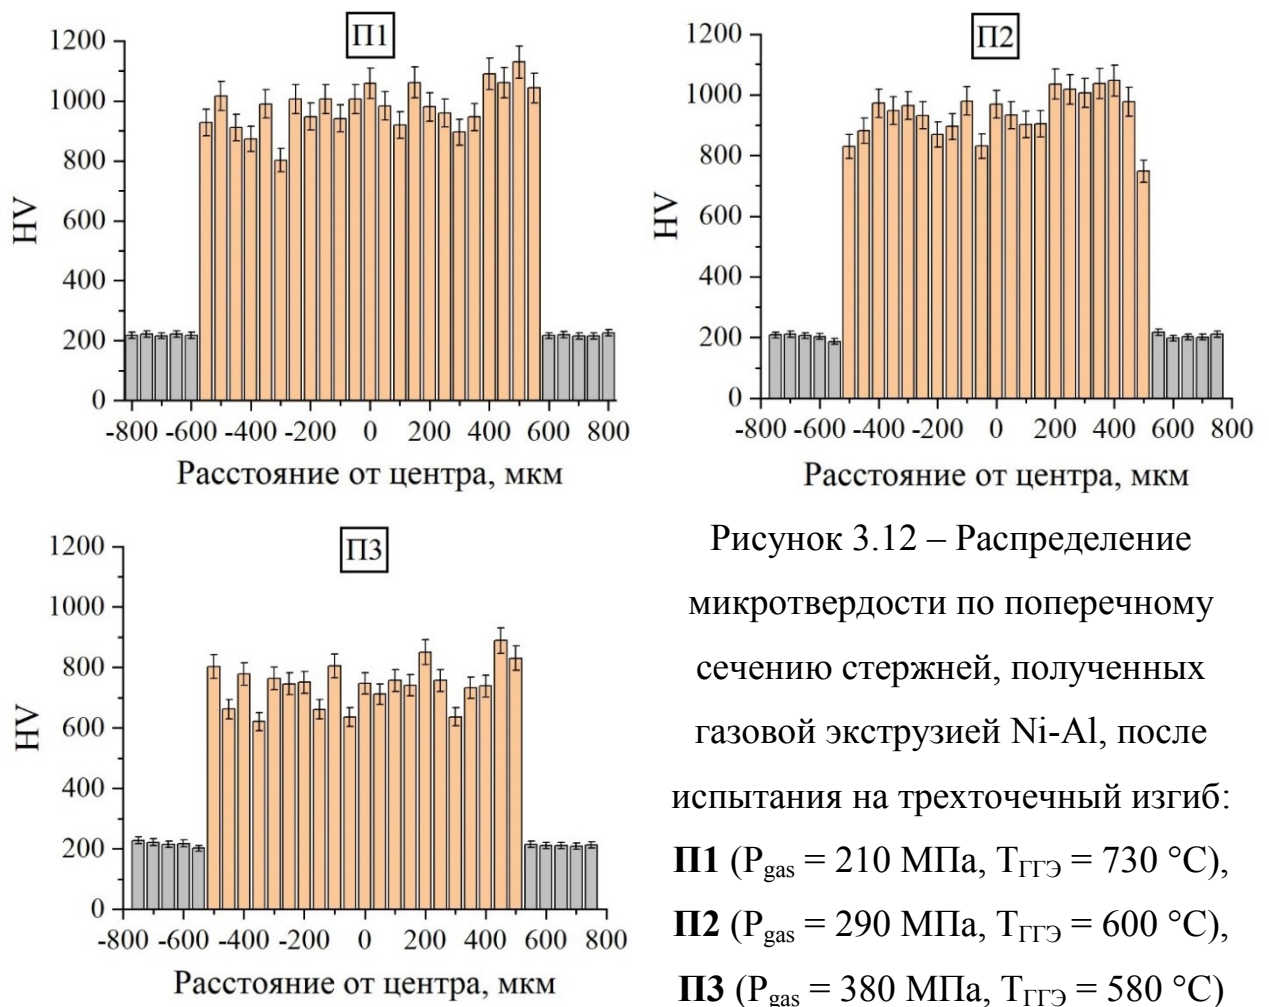 П1
1200
1000
800
600
400
200
0
HV
-800 -600 -400 -200 0 200 400 600 800
Расстояние от центра, мкм
П2
1200
1000
800
600
400
200
0
HV
-800 -600 -400 -200 0 200 400 600 800
Расстояние от центра, мкм
П3
1200
1000
800
600
400
200
0
HV
-800 -600 -400 -200 0 200 400 600 800
Расстояние от центра, мкм
Рисунок 3.12 – Распределение
микротвердости по поперечному
сечению стержней, полученных
газовой экструзией Ni-Al, после
испытания на трехточечный изгиб:
П1 (Pgas = 210 МПа, TГГЭ = 730 °C),
П2 (Pgas = 290 МПа, TГГЭ = 600 °C),
П3 (Pgas = 380 МПа, TГГЭ = 580 °C)